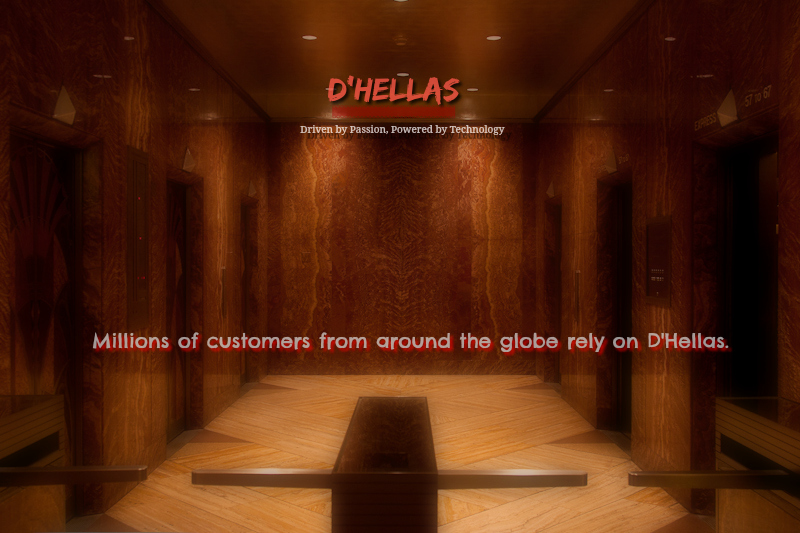 D'HELLAS
Driven by Passion, Powered by Technology
EXPRESS 57 to 67
Millions of customers from around the globe rely on D'Hellas.